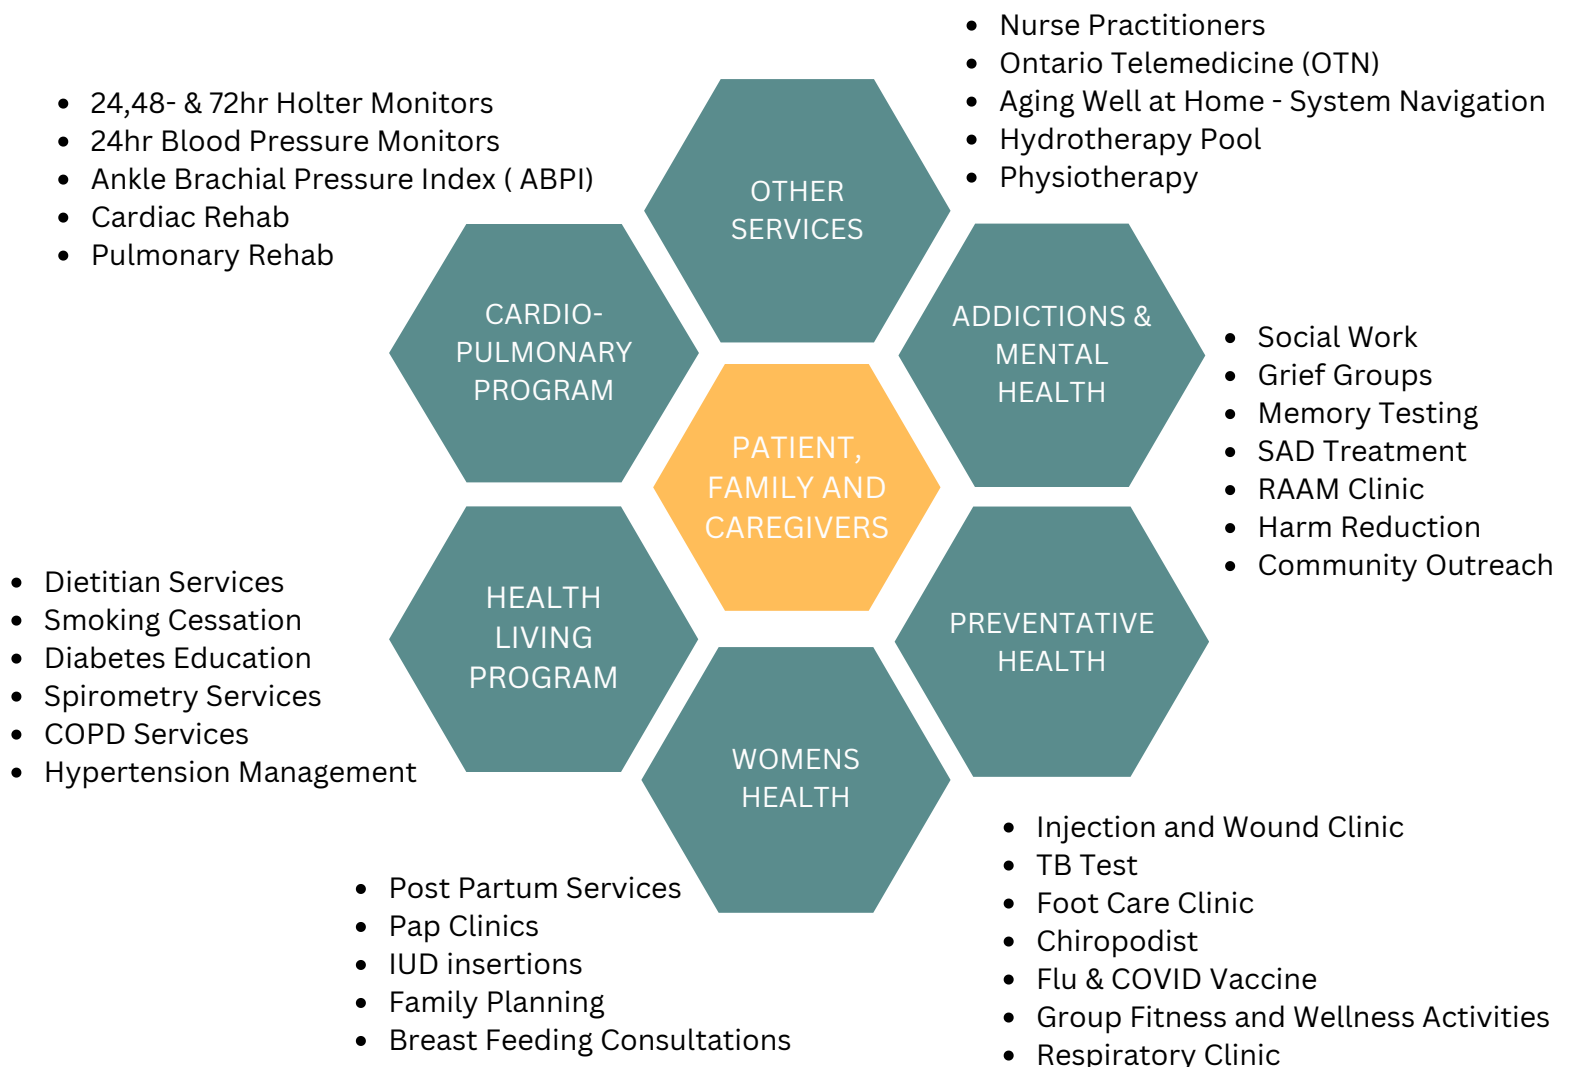 • Nurse Practitioners
• Ontario Telemedicine (OTN)
• Aging Well at Home - System Navigation
• Hydrotherapy Pool
• Physiotherapy
• 24,48- & 72hr Holter Monitors
• 24hr Blood Pressure Monitors
• Ankle Brachial Pressure Index ( ABPI)
• Cardiac Rehab
• Pulmonary Rehab
OTHER
SERVICES
CARDIO-
PULMONARY
PROGRAM
ADDICTIONS &
MENTAL
HEALTH
• Social Work
• Grief Groups
• Memory Testing
• SAD Treatment
• RAAM Clinic
• Harm Reduction
• Community Outreach
PATIENT,
FAMILY AND
CAREGIVERS
• Dietitian Services
• Smoking Cessation
• Diabetes Education
• Spirometry Services
• COPD Services
• Hypertension Management
HEALTH
LIVING
PROGRAM
PREVENTATIVE
HEALTH
WOMENS
HEALTH
• Post Partum Services
• Pap Clinics
• IUD insertions
• Family Planning
• Breast Feeding Consultations
• Injection and Wound Clinic
• TB Test
• Foot Care Clinic
• Chiropodist
• Flu & COVID Vaccine
• Group Fitness and Wellness Activities
• Respiratory Clinic